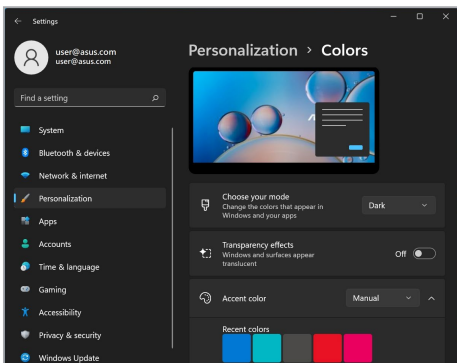 Settings
user@asus.com
user@asus.com
Find a setting
System
Bluetooth & devices
Network & internet
Personalization
Apps
Accounts
Time & language
Gaming
Accessibility
Privacy & security
Windows Update
Personalization > Colors
Choose your mode
Change the colors that appear in
Windows and your apps
Dark
Transparency effects
Windows and surfaces appear
translucent
Off
Accent color
Manual
Recent colors